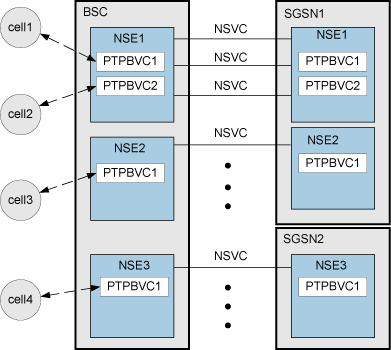 BSC
SGSN1
cell1
NSE1
NSVC
NSE1
PTPBVC1
NSVC
PTPBVC1
cell2
PTPBVC2
NSVC
PTPBVC2
NSE2
NSVC
NSE2
cell3
PTPBVC1
PTPBVC1
SGSN2
NSE3
NSVC
NSE3
cell4
PTPBVC1
PTPBVC1